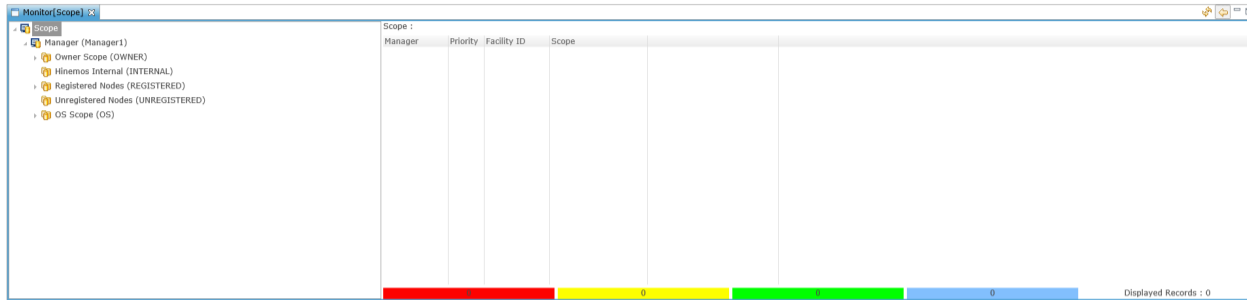 Monitor[Scope]
Scope
Manager (Manager1)
Owner Scope (OWNER)
Hinemos Internal (INTERNAL)
Registered Nodes (REGISTERED)
Unregistered Nodes (UNREGISTERED)
OS Scope (OS)
Scope :
Manager Priority Facility ID Scope
0 0 0 0 Displayed Records : 0